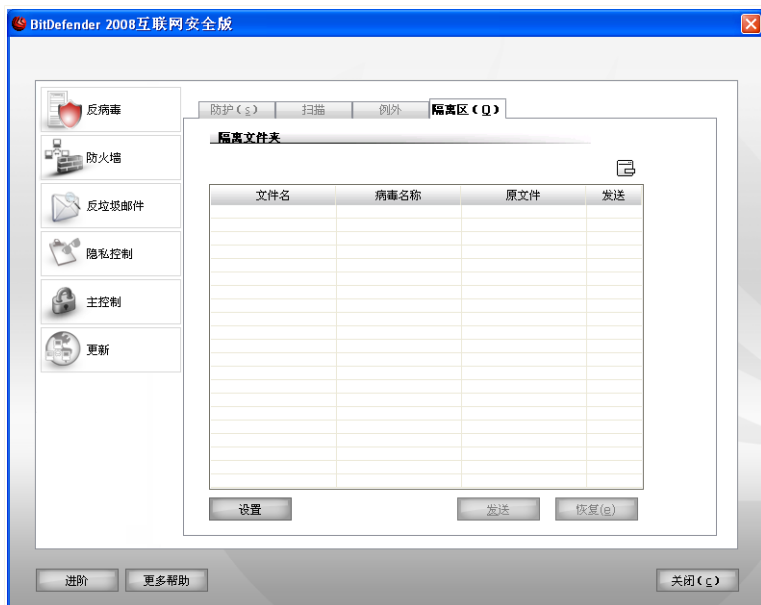 BitDefender 2008互联网安全版
反病毒
防火墙
反垃圾邮件
隐私控制
主控制
更新
防护(s) 扫描 例外 隔离区(Q)
隔离文件夹
文件名 病毒名称 原文件 发送
设置 发送 恢复(e)
进阶 更多帮助 关闭(c)